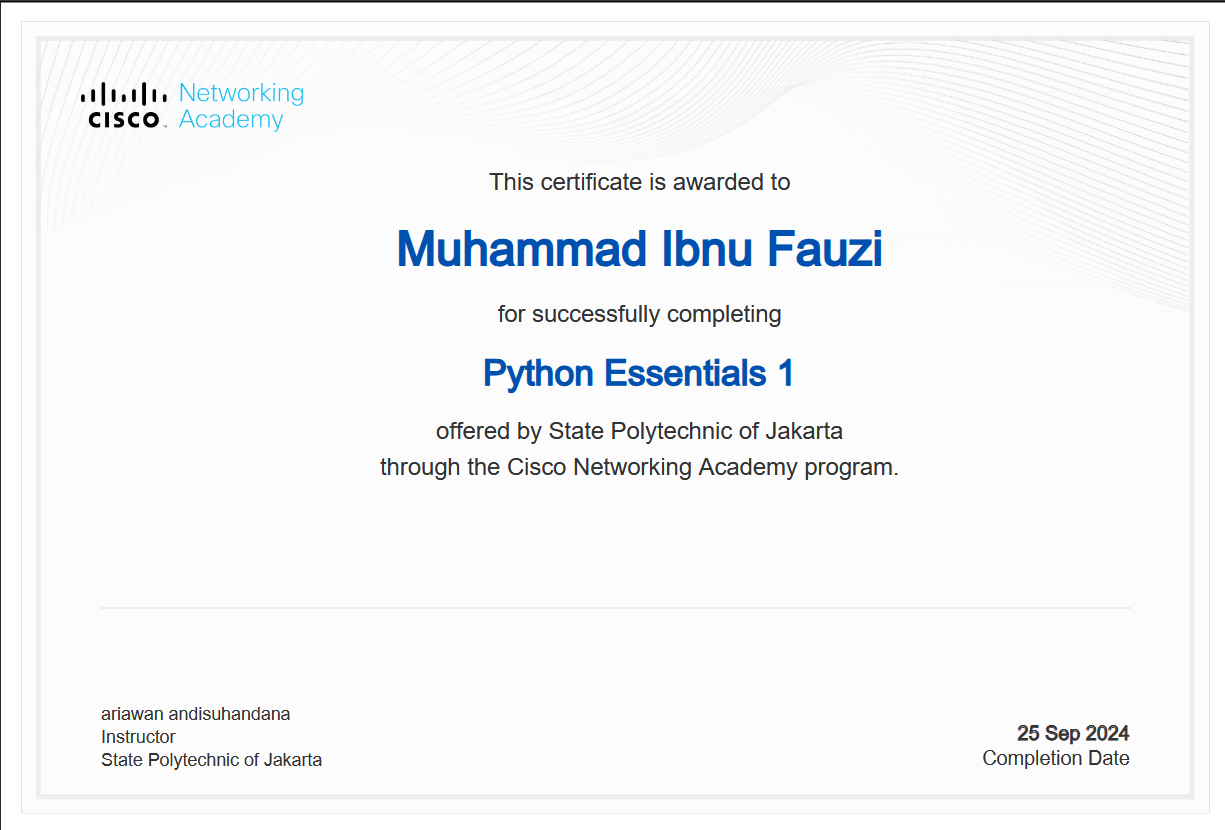 CISCO Networking
Academy
This certificate is awarded to
Muhammad Ibnu Fauzi
for successfully completing
Python Essentials 1
offered by State Polytechnic of Jakarta
through the Cisco Networking Academy program.
ariawan andisuhandana
Instructor
State Polytechnic of Jakarta
25 Sep 2024
Completion Date